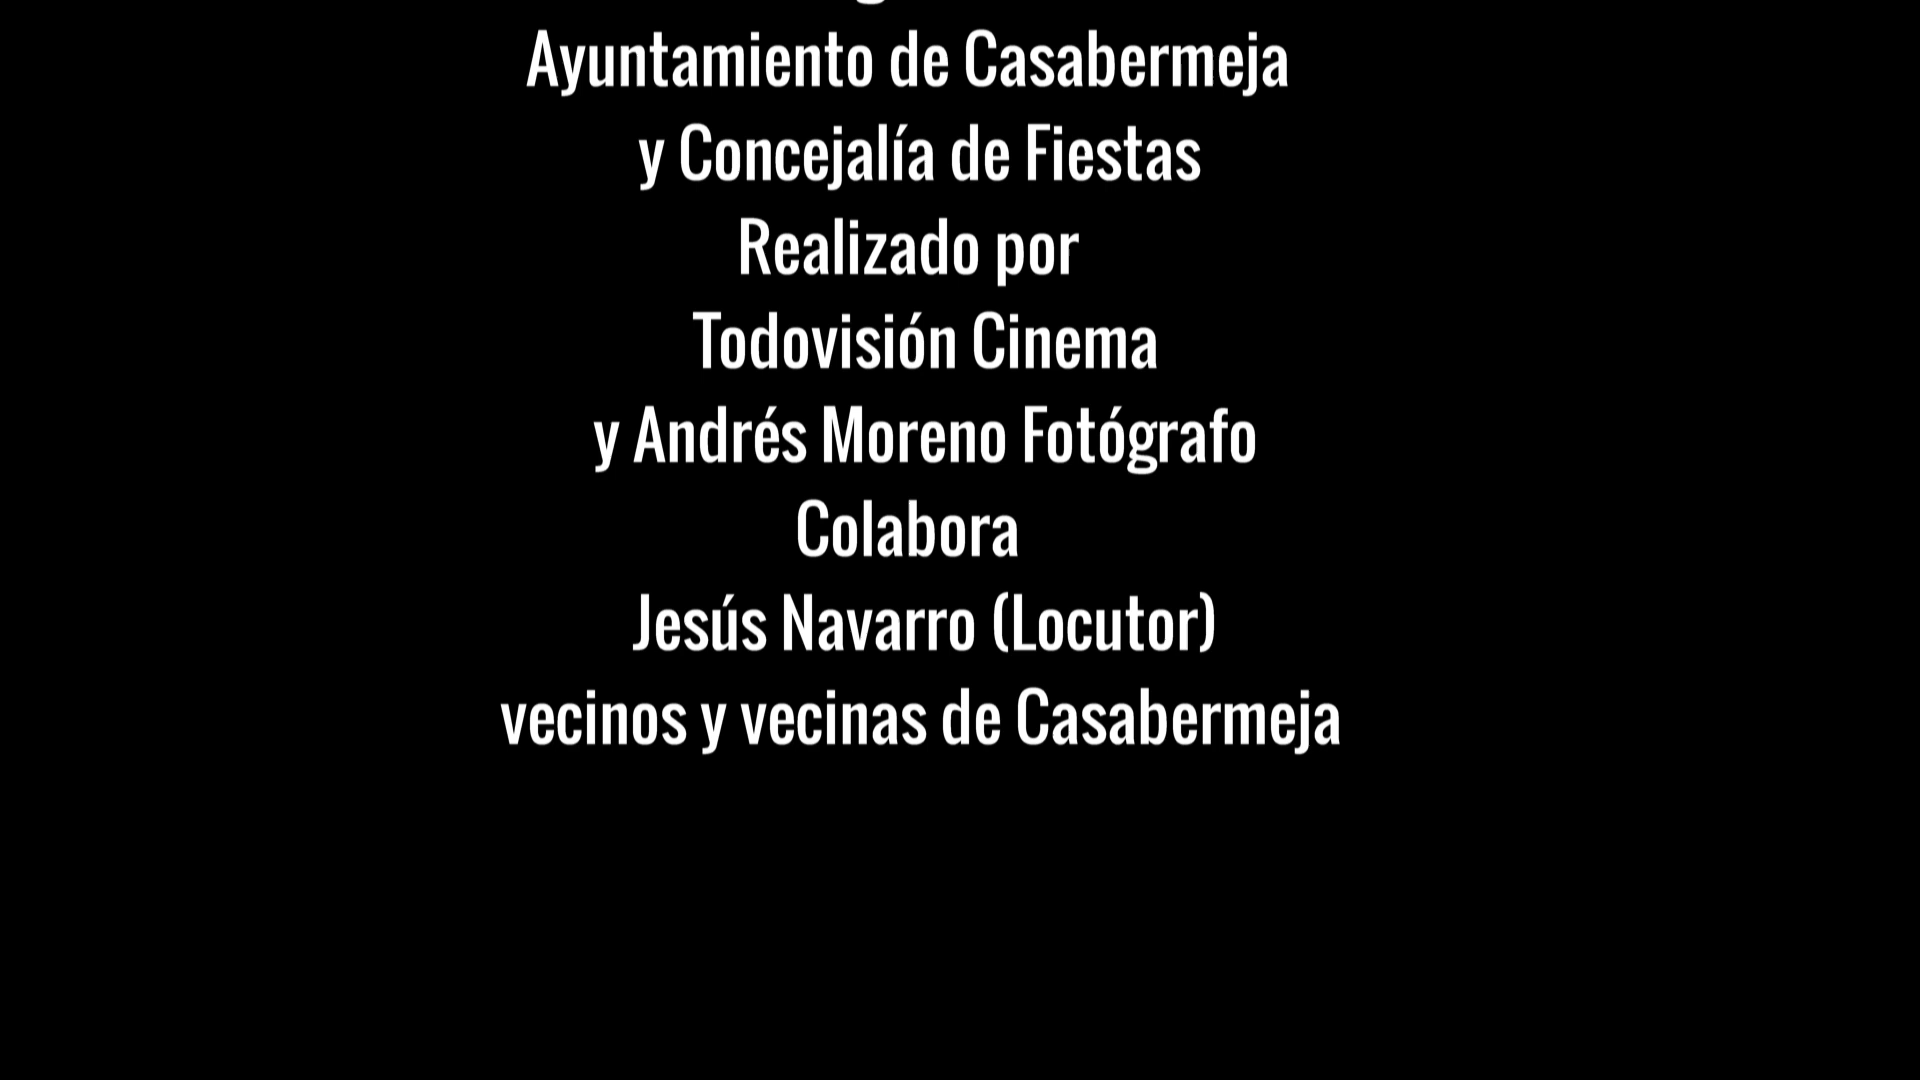 Ayuntamiento de Casabermeja
y Concejalía de Fiestas
Realizado por
Todovisión Cinema
y Andrés Moreno Fotógrafo
Colabora
Jesús Navarro (Locutor)
vecinos y vecinas de Casabermeja